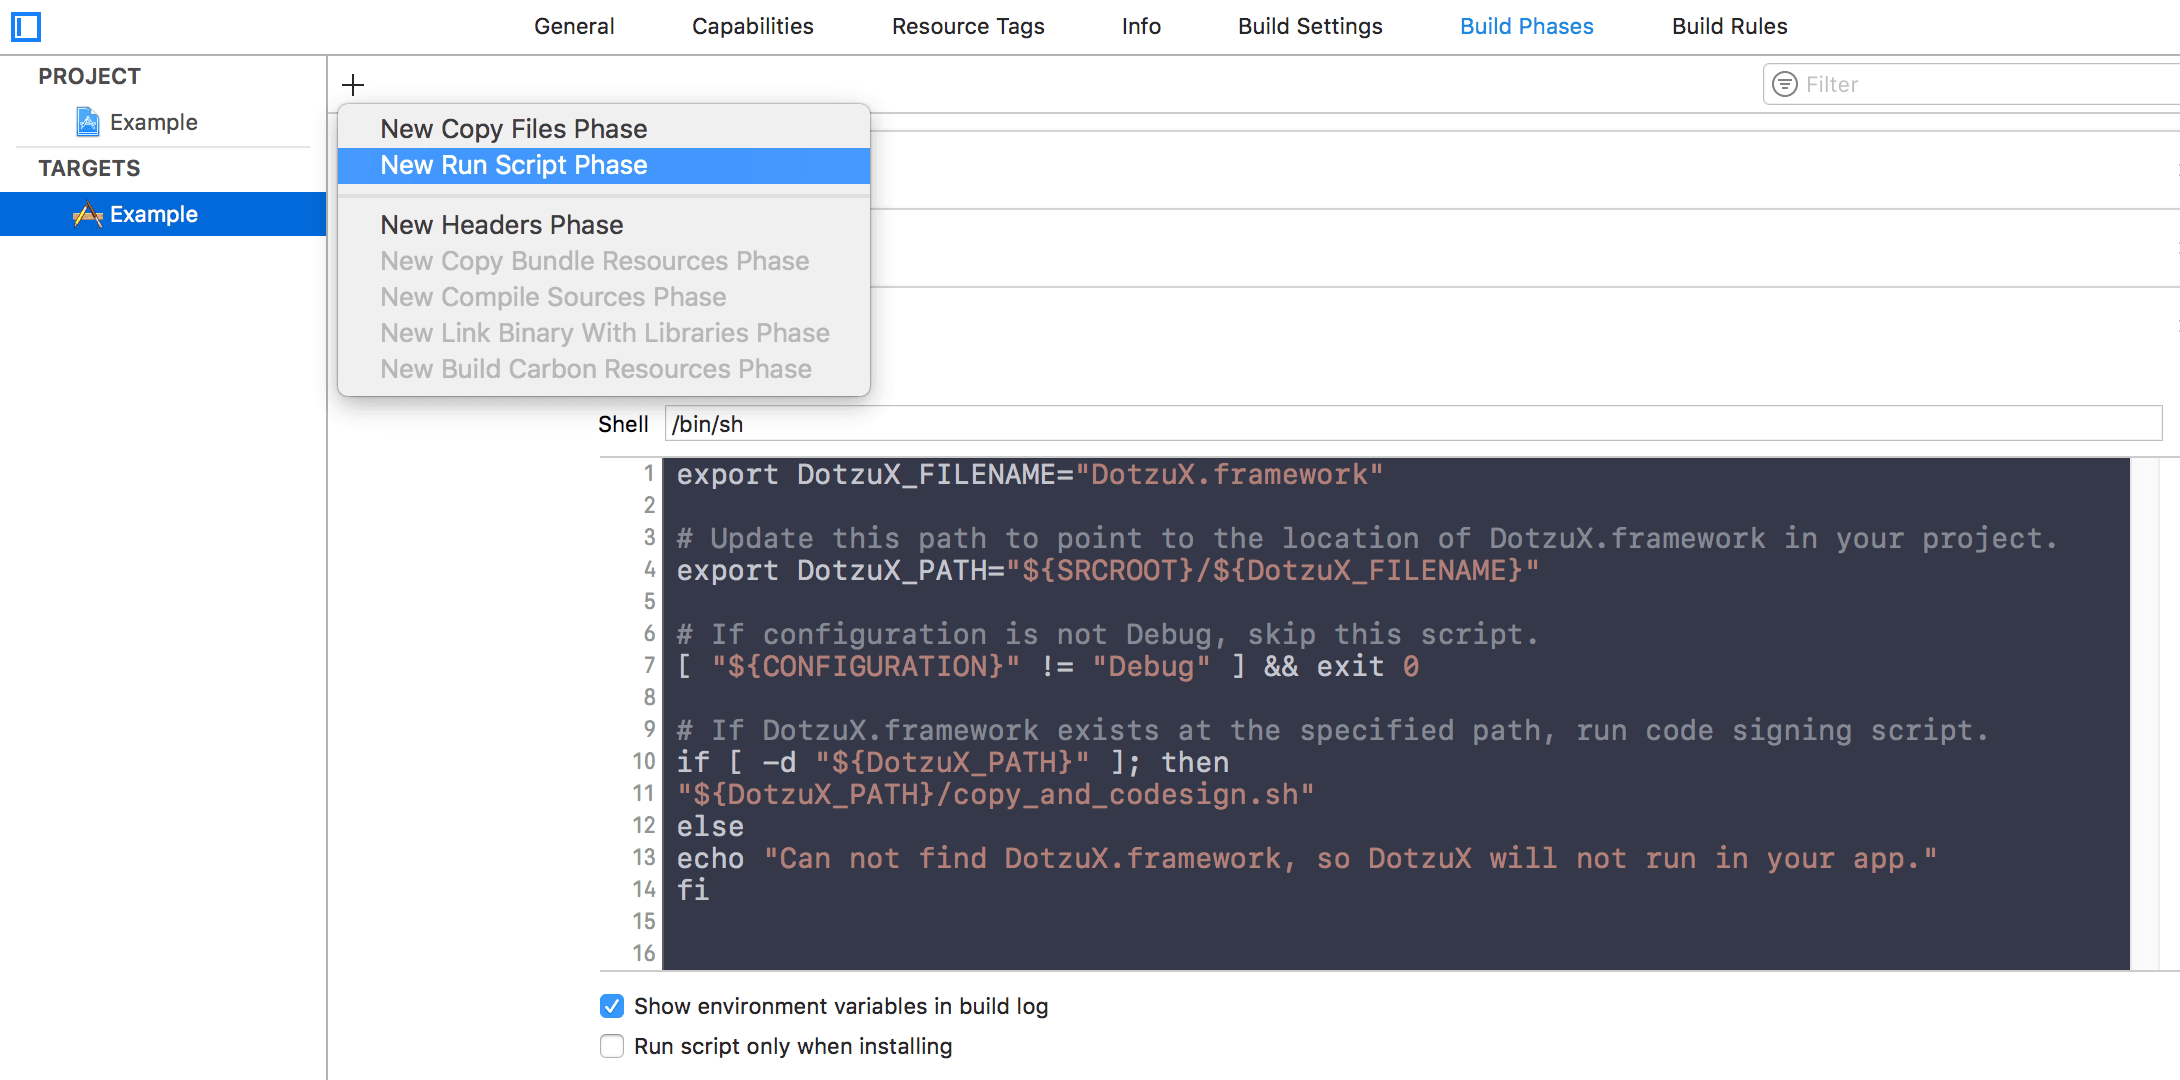 General Capabilities Resource Tags Info Build Settings Build Phases Build Rules
PROJECT
Example
TARGETS
Example
Filter
New Copy Files Phase
New Run Script Phase
New Headers Phase
New Copy Bundle Resources Phase
New Compile Sources Phase
New Link Binary With Libraries Phase
New Build Carbon Resources Phase
Shell /bin/sh
1 export DotzuX_FILENAME="DotzuX.framework"
2
3 # Update this path to point to the location of DotzuX.framework in your project.
4 export DotzuX_PATH="${SRCROOT}/${DotzuX_FILENAME}"
5
6 # If configuration is not Debug, skip this script.
7 [ "${CONFIGURATION}" != "Debug" ] && exit 0
8
9 # If DotzuX.framework exists at the specified path, run code signing script.
10 if [ -d "${DotzuX_PATH}" ]; then
11 "${DotzuX_PATH}/copy_and_codesign.sh"
12 else
13 echo "Can not find DotzuX.framework, so DotzuX will not run in your app."
14 fi
15
16
Show environment variables in build log
Run script only when installing